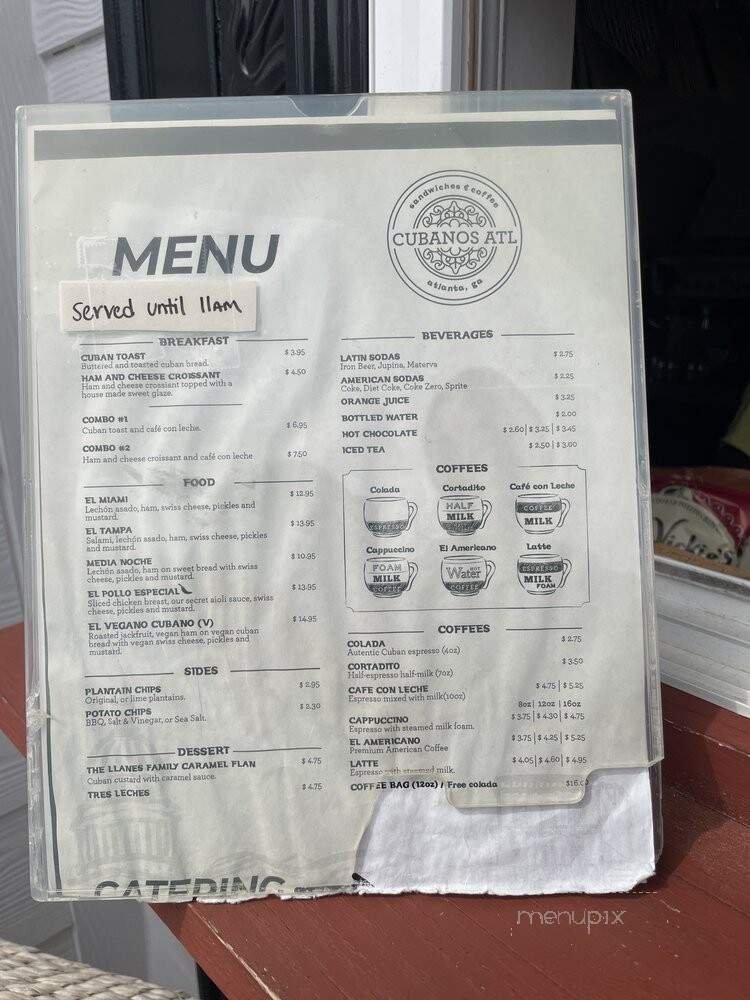 sandwiches & coffee
CUBANOS ATL
atlanta, ga
MENU
Served until 11AM
BREAKFAST
CUBAN TOAST $ 3.95
Buttered and toasted cuban bread.
HAM AND CHEESE CROISSANT $ 4.50
Ham and cheese crossiant topped with a
house made sweet glaze.
COMBO #1
Cuban toast and café con leche. $ 6.95
COMBO #2
Ham and cheese croissant and café con leche $ 7.50
FOOD
EL MIAMI $ 12.95
Lechón asado, ham, swiss cheese, pickles and
mustard.
EL TAMPA $ 13.95
Salami, lechón asado, ham, swiss cheese, pickles
and mustard.
MEDIA NOCHE $ 10.95
Lechón asado, ham on sweet bread with swiss
cheese, pickles and mustard.
EL POLLO ESPECIAL $ 13.95
Sliced chicken breast, our secret aioli sauce, swiss
cheese, pickles and mustard.
EL VEGANO CUBANO (V) $ 14.95
Roasted jackfruit, vegan ham on vegan cuban
bread with vegan swiss cheese, pickles and
mustard.
SIDES
PLANTAIN CHIPS $ 2.95
Original, or lime plantains.
POTATO CHIPS $ 2.30
BBQ, Salt & Vinegar, or Sea Salt.
DESSERT
THE LLANES FAMILY CARAMEL FLAN $ 4.75
Cuban custard with caramel sauce.
TRES LECHES $ 4.75
CATERING
BEVERAGES
LATIN SODAS $ 2.75
Iron Beer, Jupina, Materva
AMERICAN SODAS $ 2.25
Coke, Diet Coke, Coke Zero, Sprite
ORANGE JUICE $ 3.25
BOTTLED WATER $ 2.00
HOT CHOCOLATE $ 2.60 | $ 3.25 | $ 3.45
ICED TEA $ 2.50 | $ 3.00
COFFEES
Colada Cortadito Café con Leche
ESPRESSO
HALF
MILK
COFFEE
MILK
Cappuccino El Americano Latte
FOAM
MILK
COFFEE
HOT
Water
COFFEE
ESPRESSO
MILK
FOAM
COFFEES
COLADA $ 2.75
Autentic Cuban espresso (4oz)
CORTADITO $ 3.50
Half-espresso half-milk (7oz)
CAFE CON LECHE $ 4.75 | $ 5.25
Espresso mixed with milk(10oz)
8oz | 12oz | 16oz
CAPPUCCINO $ 3.75 | $ 4.30 | $ 4.75
Espresso with steamed milk foam.
EL AMERICANO $ 3.75 | $ 4.25 | $ 5.25
Premium American Coffee
LATTE $ 4.05 | $ 4.60 | $ 4.95
Espresso with steamed milk.
COFFEE BAG (12oz) / Free colada $16.0
Vickie's
menupix